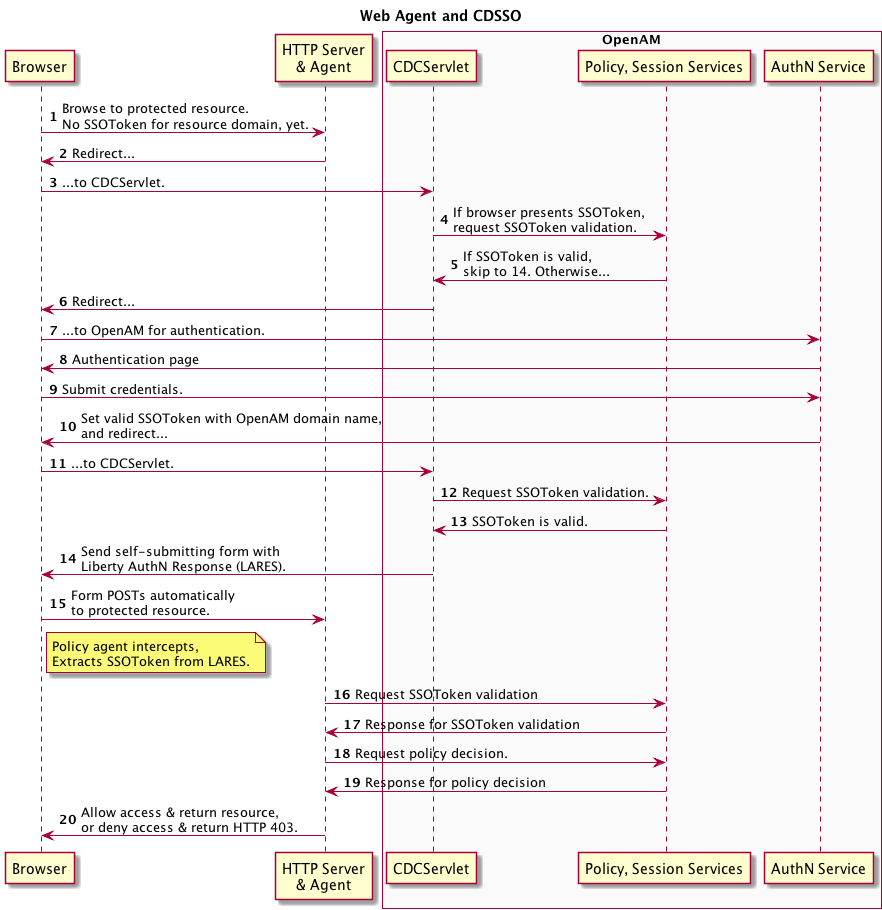 Web Agent and CDSSO
OpenAM
Browser
HTTP Server
& Agent
CDCServlet
Policy, Session Services
AuthN Service
1 Browse to protected resource.
No SSOToken for resource domain, yet.
2 Redirect...
3 ...to CDCServlet.
4 If browser presents SSOToken,
request SSOToken validation.
5 If SSOToken is valid,
skip to 14. Otherwise...
6 Redirect...
7 ...to OpenAM for authentication.
8 Authentication page
9 Submit credentials.
10 Set valid SSOToken with OpenAM domain name,
and redirect...
11 ...to CDCServlet.
12 Request SSOToken validation.
13 SSOToken is valid.
14 Send self-submitting form with
Liberty AuthN Response (LARES).
15 Form POSTs automatically
to protected resource.
Policy agent intercepts,
Extracts SSOToken from LARES.
16 Request SSOToken validation
17 Response for SSOToken validation
18 Request policy decision.
19 Response for policy decision
20 Allow access & return resource,
or deny access & return HTTP 403.
Browser
HTTP Server
& Agent
CDCServlet
Policy, Session Services
AuthN Service